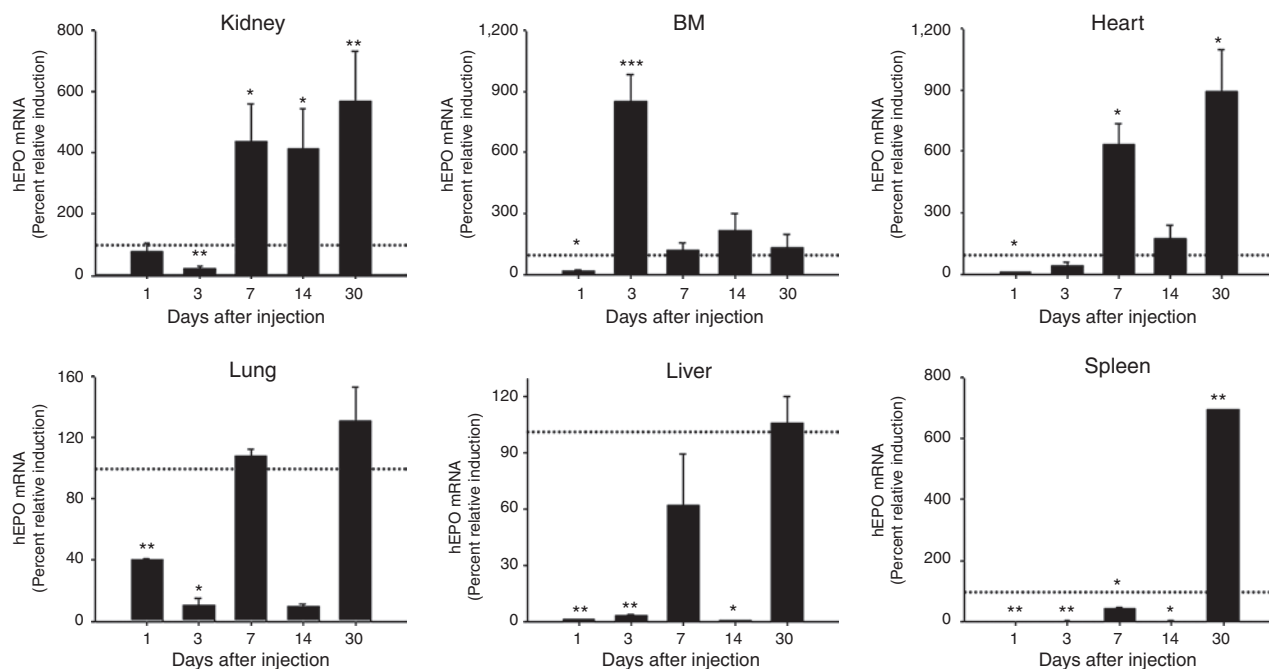 Kidney
hEPO mRNA
(Percent relative induction)
800
600
400
200
0
*
*
**
**
1 3 7 14 30
Days after injection
BM
hEPO mRNA
(Percent relative induction)
1,200
900
600
300
0
***
*
1 3 7 14 30
Days after injection
Heart
hEPO mRNA
(Percent relative induction)
1,200
900
600
300
0
*
*
*
1 3 7 14 30
Days after injection
Lung
hEPO mRNA
(Percent relative induction)
160
120
80
40
0
**
*
1 3 7 14 30
Days after injection
Liver
hEPO mRNA
(Percent relative induction)
120
90
60
30
0
** ** *
1 3 7 14 30
Days after injection
Spleen
hEPO mRNA
(Percent relative induction)
800
600
400
200
0
**
*
** ** *
1 3 7 14 30
Days after injection